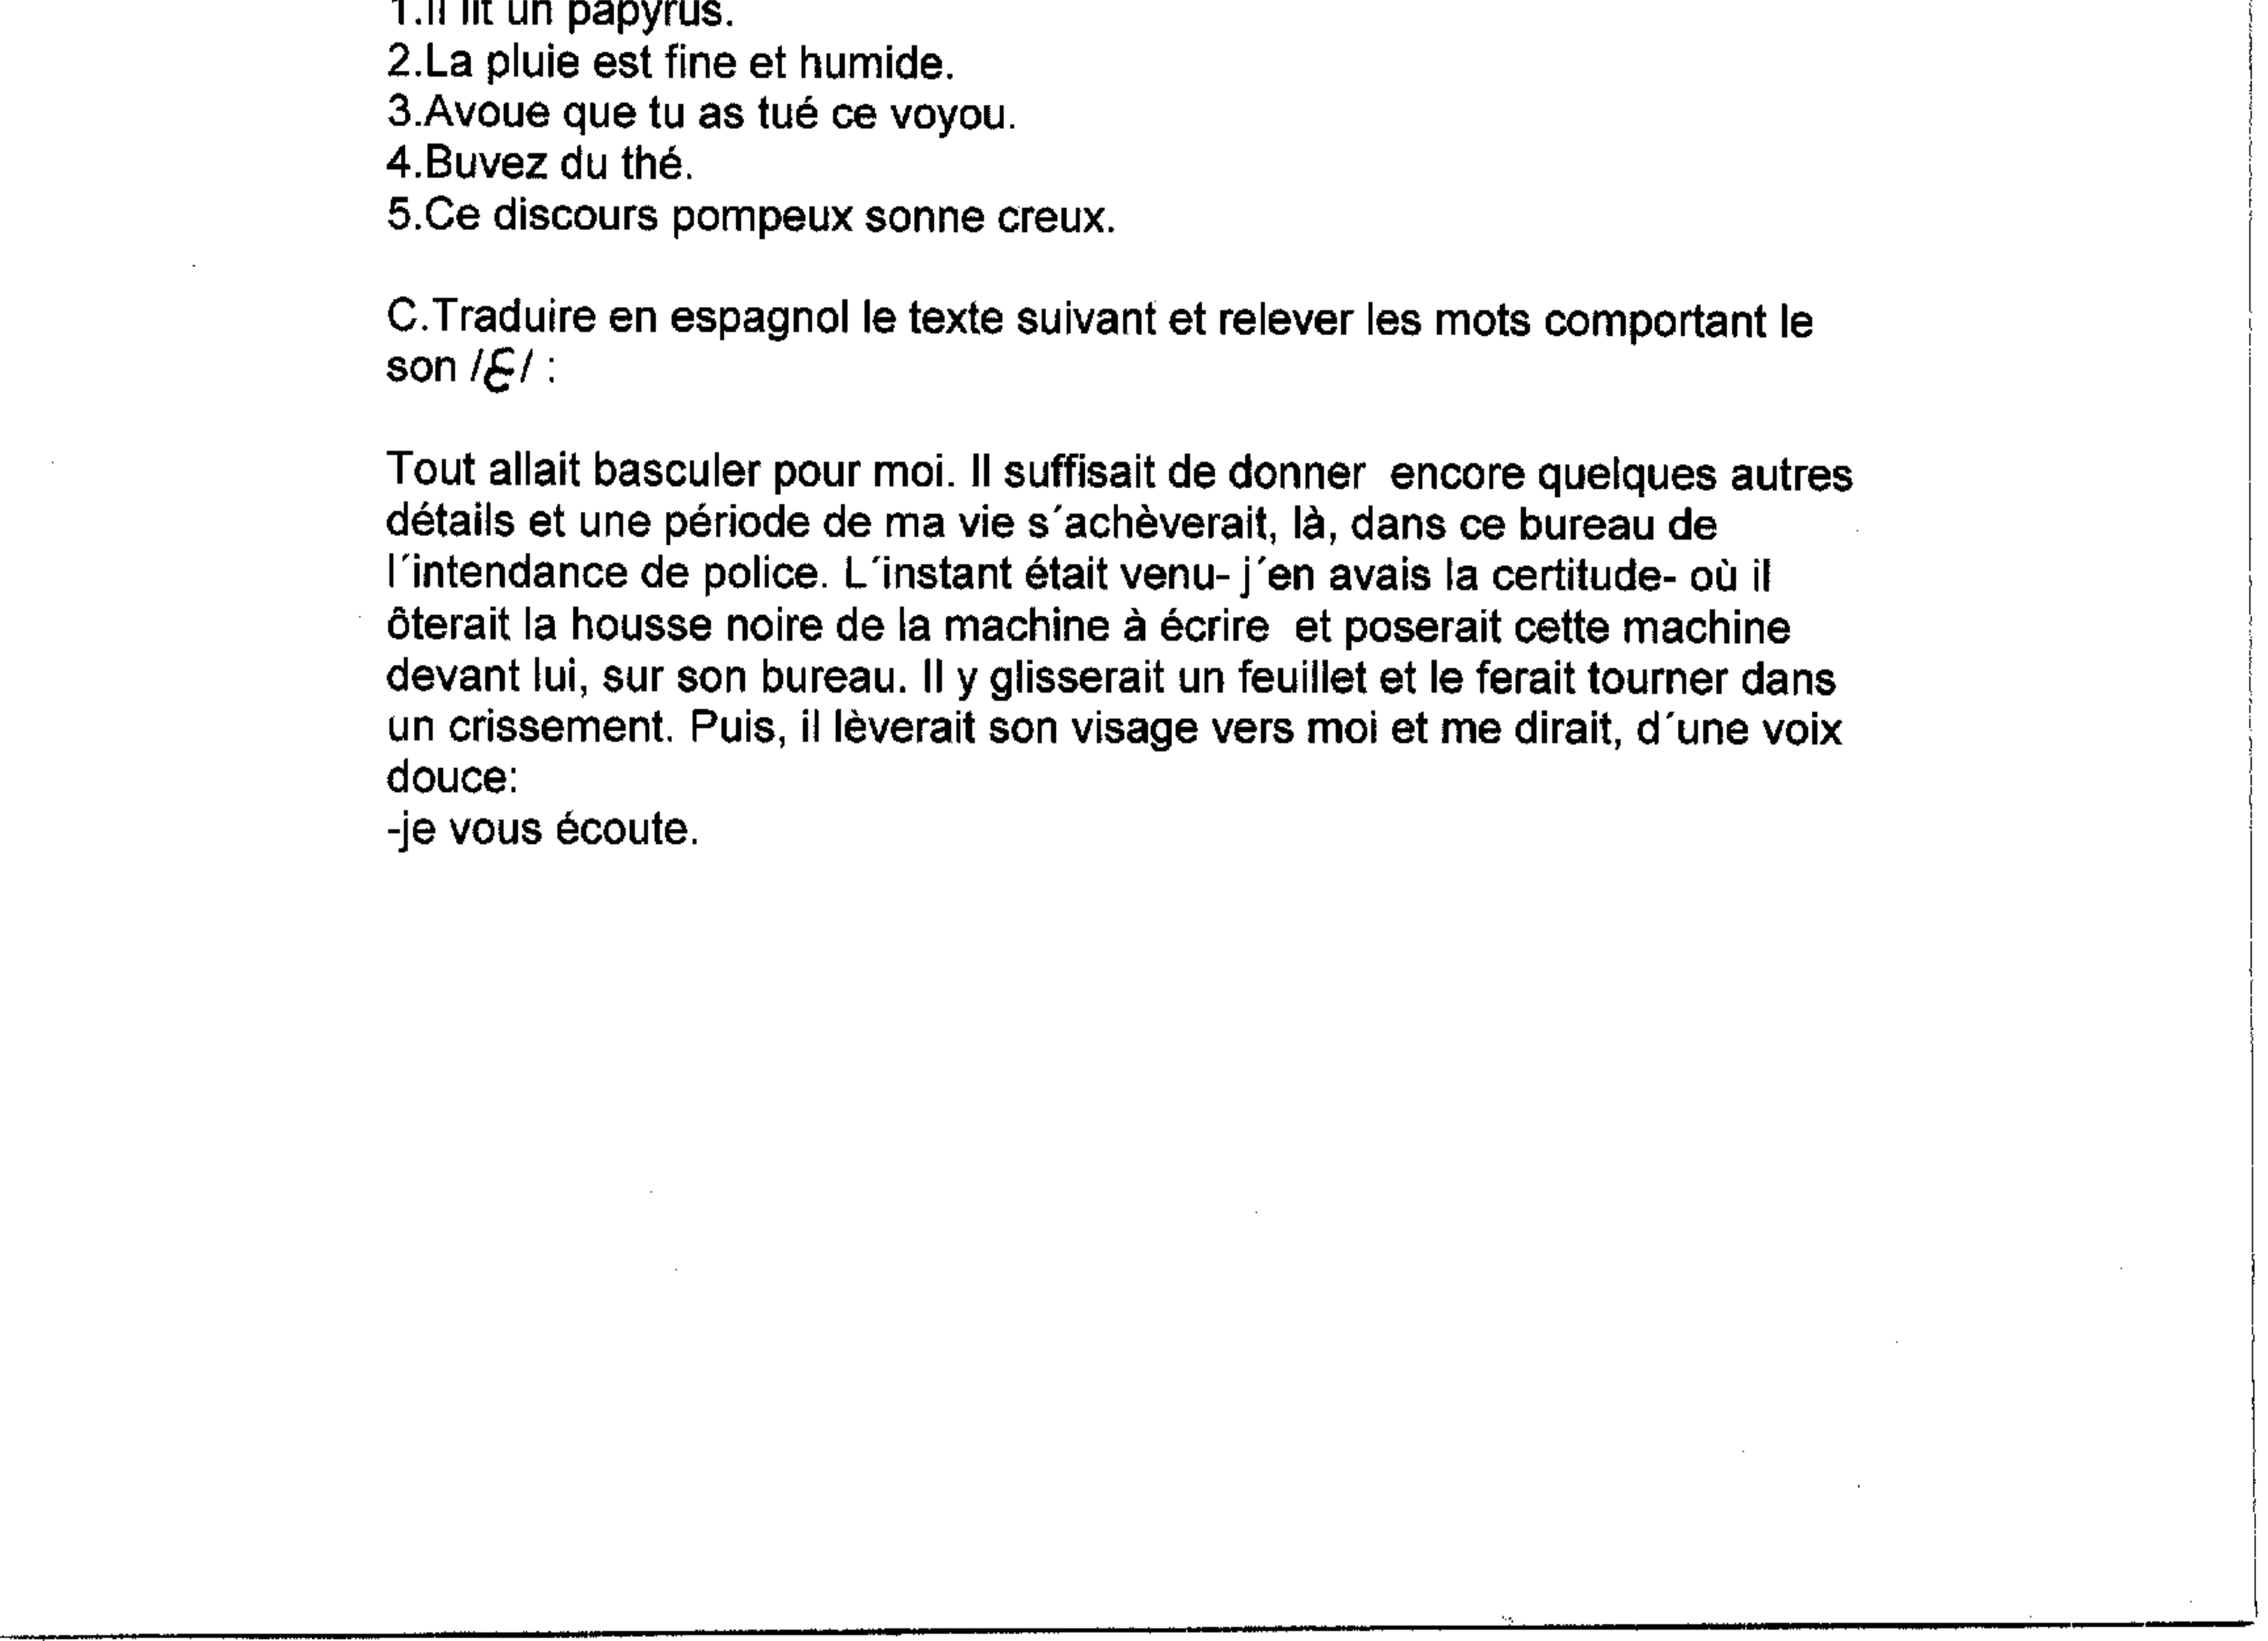 1.Il lit un papyrus.
2.La pluie est fine et humide.
3.Avoue que tu as tué ce voyou.
4.Buvez du thé.
5.Ce discours pompeux sonne creux.
C.Traduire en espagnol le texte suivant et relever les mots comportant le
son /ɛ/ :
Tout allait basculer pour moi. Il suffisait de donner encore quelques autres
détails et une période de ma vie s´achèverait, là, dans ce bureau de
l´intendance de police. L´instant était venu- j´en avais la certitude- où il
ôterait la housse noire de la machine à écrire et poserait cette machine
devant lui, sur son bureau. Il y glisserait un feuillet et le ferait tourner dans
un crissement. Puis, il lèverait son visage vers moi et me dirait, d´une voix
douce:
-je vous écoute.